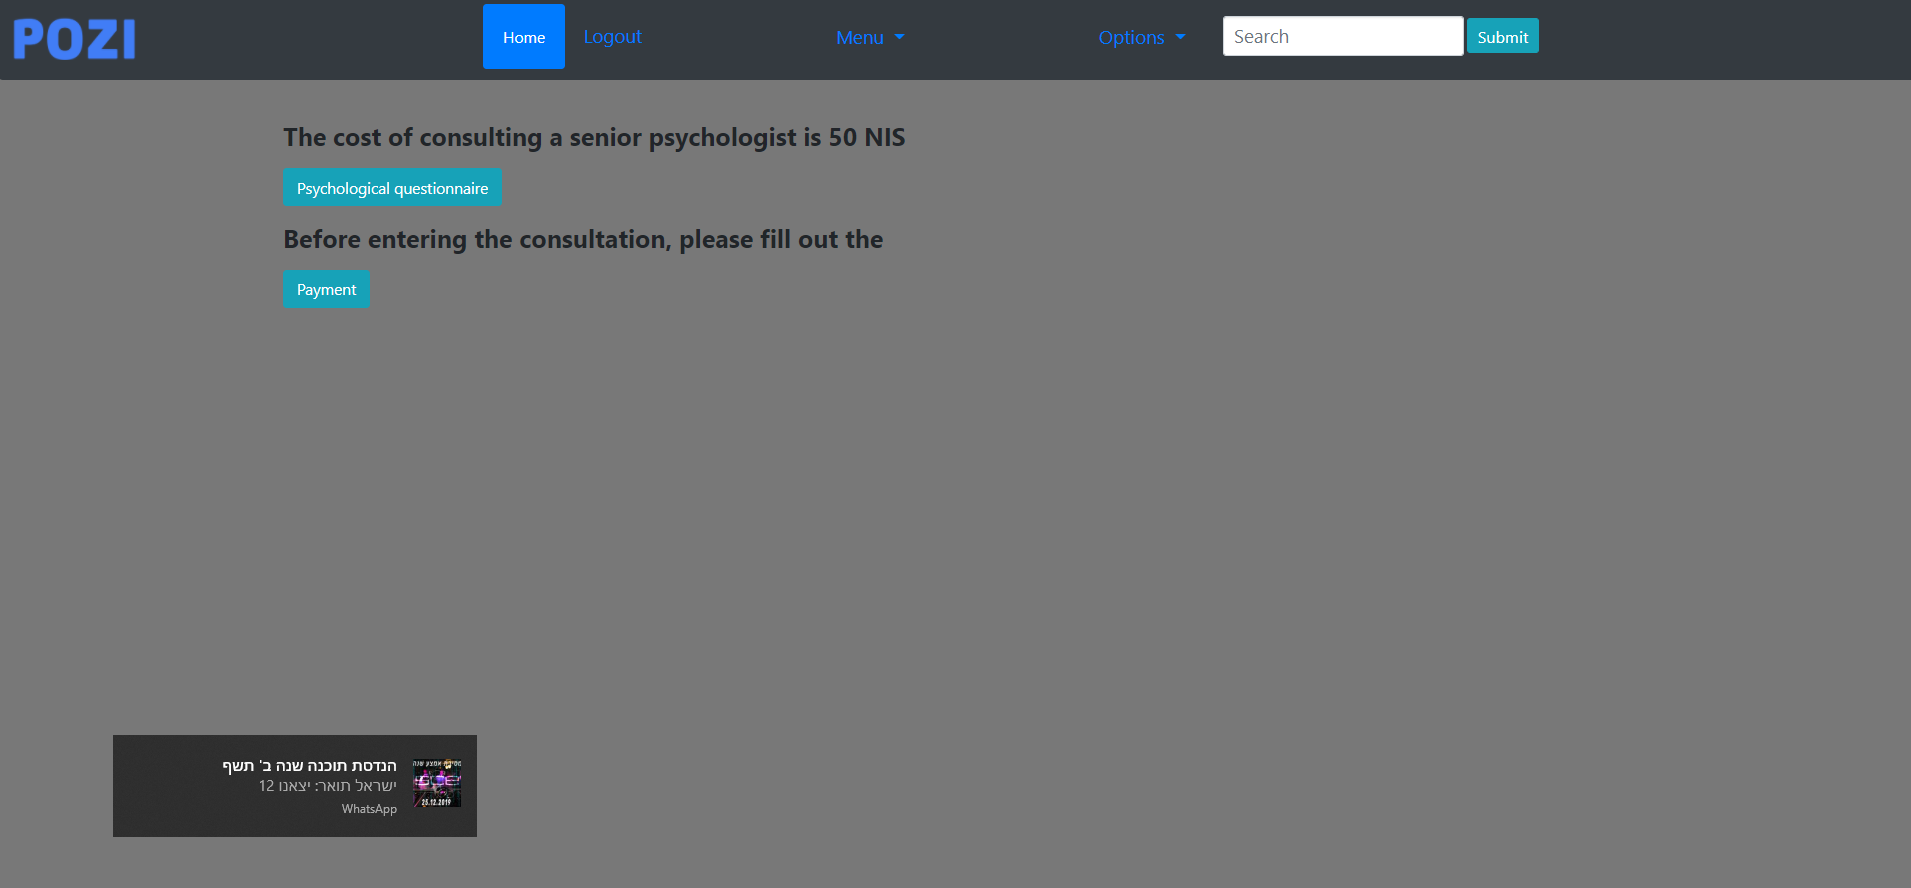 POZI
Home
Logout
Menu
Options
Search
Submit
The cost of consulting a senior psychologist is 50 NIS
Psychological questionnaire
Before entering the consultation, please fill out the
Payment
הנדסת תוכנה שנה ב' תשף
ישראל תואר: יצאנו 12
WhatsApp
אמצע שנה
25.12.2019